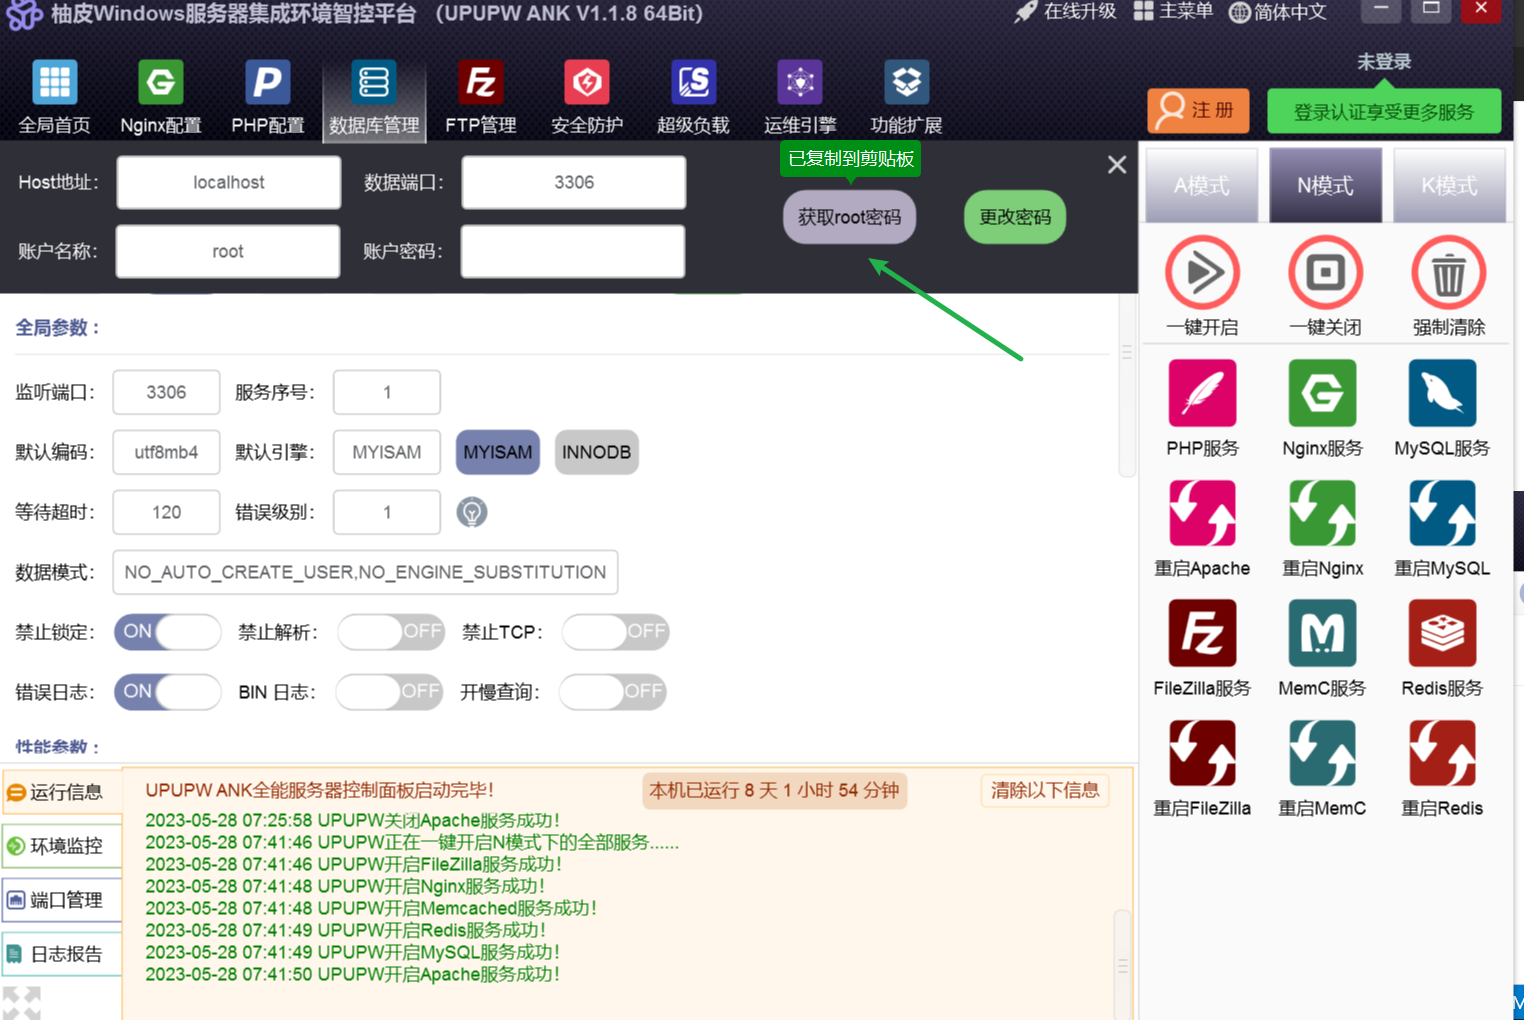 柚皮Windows服务器集成环境智控平台 （UPUPW ANK V1.1.8 64Bit）
在线升级 主菜单 简体中文
未登录
全局首页 Nginx配置 PHP配置 数据库管理 FTP管理 安全防护 超级负载 运维引擎 功能扩展
注 册 登录认证享受更多服务
已复制到剪贴板
Host地址： localhost 数据端口： 3306
获取root密码 更改密码
账户名称： root 账户密码：
A模式 N模式 K模式
一键开启 一键关闭 强制清除
全局参数：
监听端口： 3306 服务序号： 1
默认编码： utf8mb4 默认引擎： MYISAM MYISAM INNODB
等待超时： 120 错误级别： 1
数据模式： NO_AUTO_CREATE_USER,NO_ENGINE_SUBSTITUTION
禁止锁定： ON 禁止解析： OFF 禁止TCP： OFF
错误日志： ON BIN 日志： OFF 开慢查询： OFF
性能参数：
PHP服务 Nginx服务 MySQL服务
重启Apache 重启Nginx 重启MySQL
FileZilla服务 MemC服务 Redis服务
重启FileZilla 重启MemC 重启Redis
运行信息
环境监控
端口管理
日志报告
UPUPW ANK全能服务器控制面板启动完毕！ 本机已运行 8 天 1 小时 54 分钟 清除以下信息
2023-05-28 07:25:58 UPUPW关闭Apache服务成功！
2023-05-28 07:41:46 UPUPW正在一键开启N模式下的全部服务......
2023-05-28 07:41:46 UPUPW开启FileZilla服务成功！
2023-05-28 07:41:48 UPUPW开启Nginx服务成功！
2023-05-28 07:41:48 UPUPW开启Memcached服务成功！
2023-05-28 07:41:49 UPUPW开启Redis服务成功！
2023-05-28 07:41:49 UPUPW开启MySQL服务成功！
2023-05-28 07:41:50 UPUPW开启Apache服务成功！